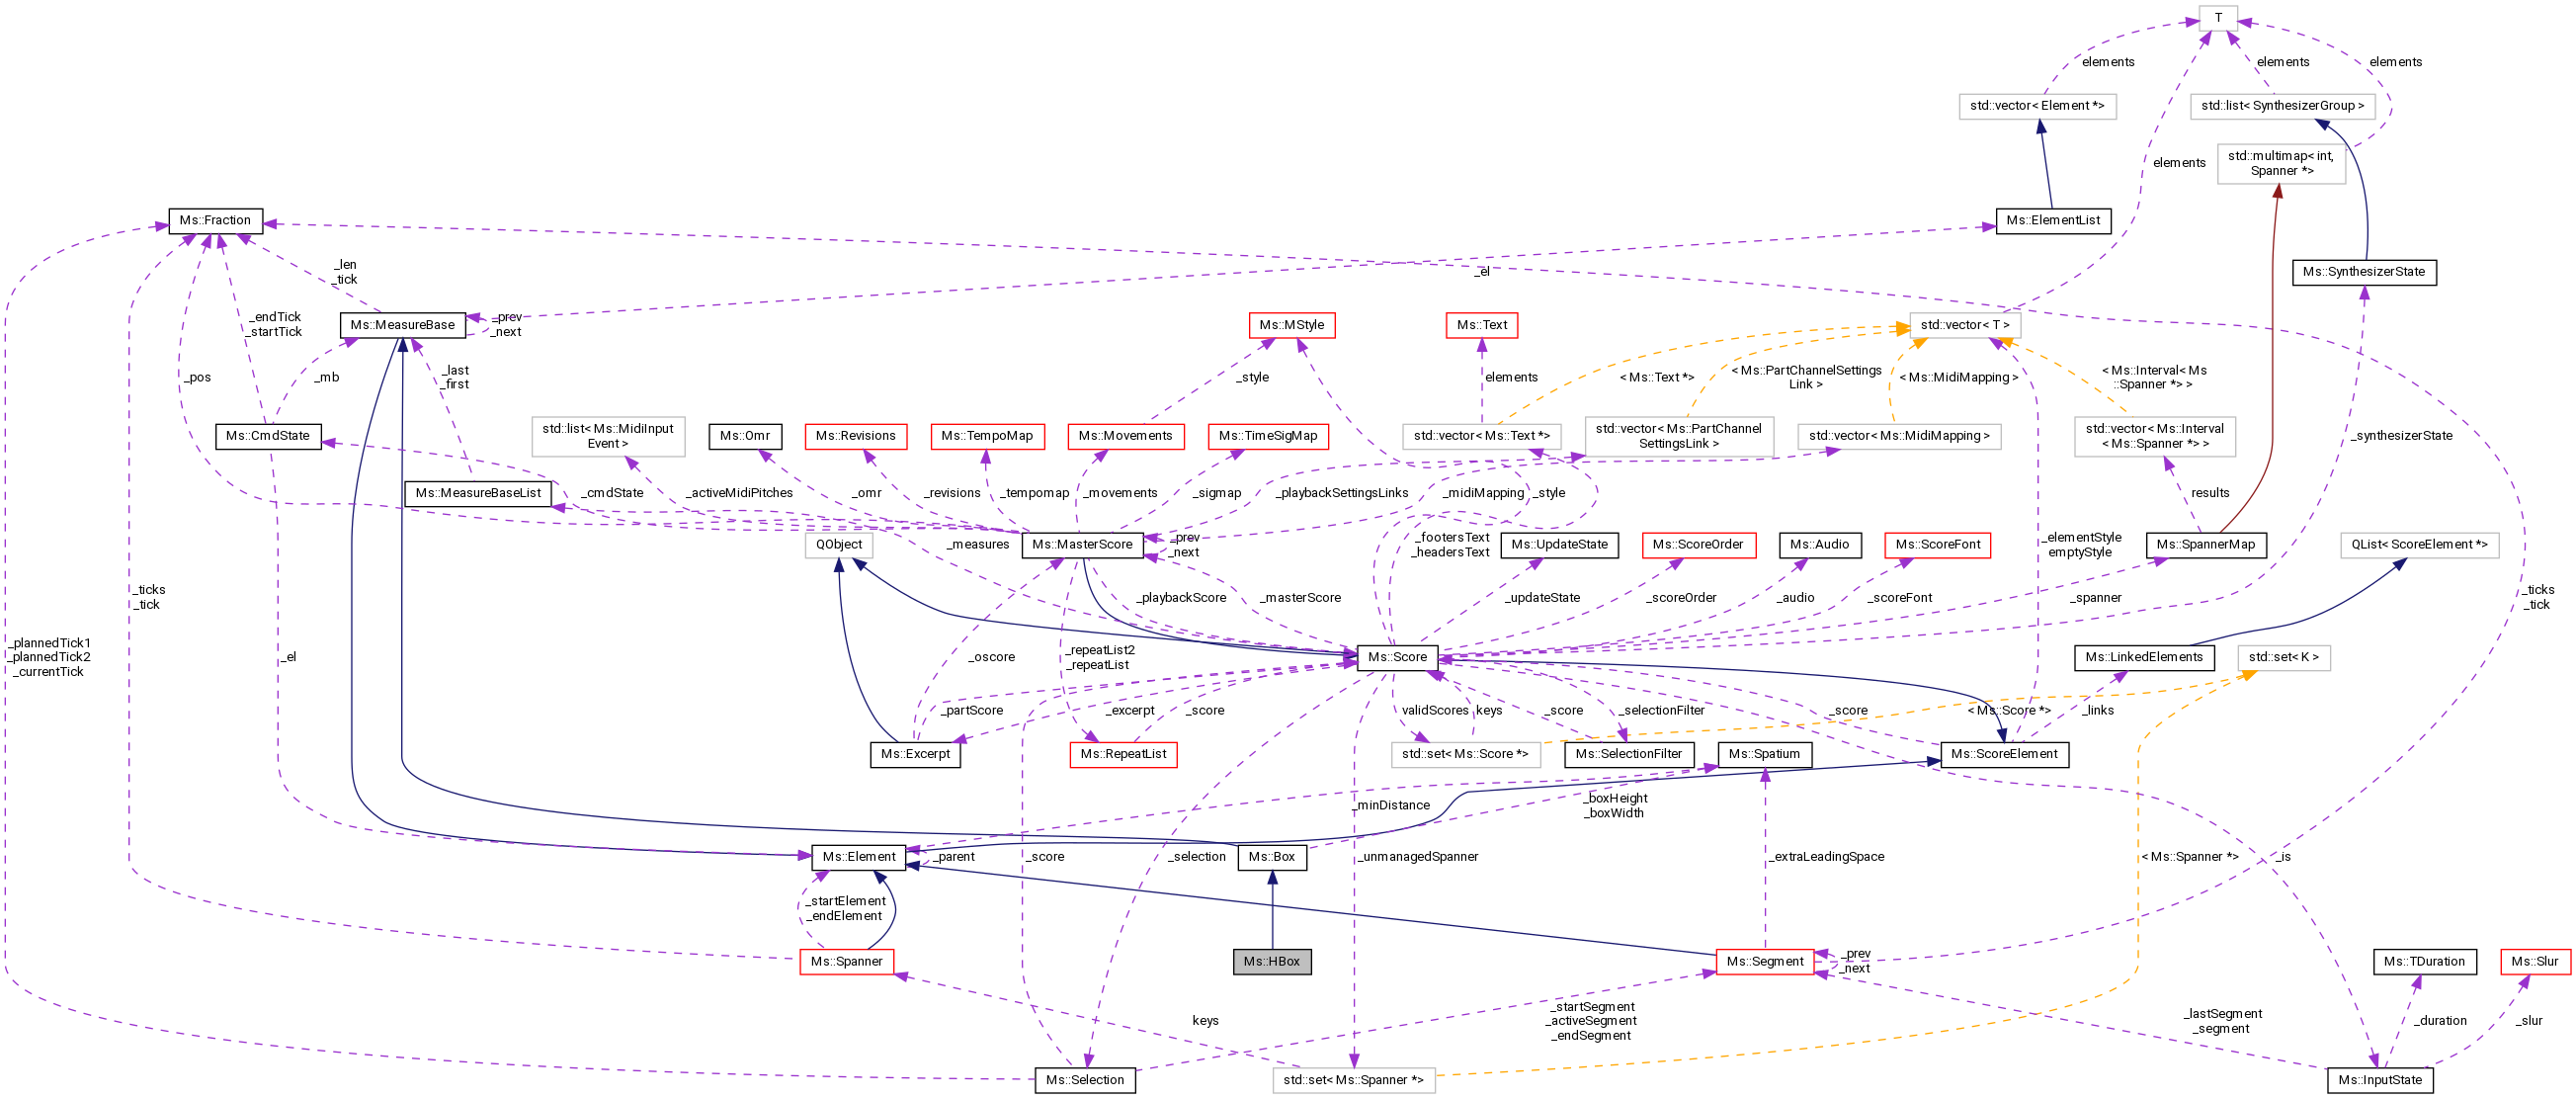 T
elements
elements
elements
std::vector< Element *>
std::list< SynthesizerGroup >
std::multimap< int,
Spanner *>
elements
Ms::Fraction
Ms::ElementList
_len
_tick
_el
Ms::SynthesizerState
_endTick
_startTick
Ms::MeasureBase
_prev
_next
Ms::MStyle
Ms::Text
std::vector< T >
_pos
_mb
_last
_first
_style
elements
< Ms::Text *>
< Ms::PartChannelSettings
Link >
< Ms::MidiMapping >
< Ms::Interval< Ms
::Spanner *> >
Ms::CmdState
std::list< Ms::MidiInput
Event >
Ms::Omr
Ms::Revisions
Ms::TempoMap
Ms::Movements
Ms::TimeSigMap
std::vector< Ms::Text *>
std::vector< Ms::PartChannel
SettingsLink >
std::vector< Ms::MidiMapping >
std::vector< Ms::Interval
< Ms::Spanner *> >
_synthesizerState
Ms::MeasureBaseList
_cmdState
_activeMidiPitches
_omr
_revisions
_tempomap
_movements
_sigmap
_playbackSettingsLinks
_midiMapping
_style
results
QObject
_measures
Ms::MasterScore
_prev
_next
_footersText
_headersText
Ms::UpdateState
Ms::ScoreOrder
Ms::Audio
Ms::ScoreFont
_elementStyle
emptyStyle
Ms::SpannerMap
QList< ScoreElement *>
_ticks
_tick
_playbackScore
_masterScore
_updateState
_scoreOrder
_audio
_scoreFont
_spanner
_ticks
_tick
_plannedTick1
_plannedTick2
_currentTick
_el
_oscore
_repeatList2
_repeatList
Ms::Score
Ms::LinkedElements
std::set< K >
_partScore
_excerpt
_score
validScores
keys
_score
_selectionFilter
_score
< Ms::Score *>
_links
Ms::Excerpt
Ms::RepeatList
std::set< Ms::Score *>
Ms::SelectionFilter
Ms::Spatium
Ms::ScoreElement
_minDistance
_boxHeight
_boxWidth
Ms::Element
_parent
_score
_selection
Ms::Box
_unmanagedSpanner
_extraLeadingSpace
< Ms::Spanner *>
_is
_startElement
_endElement
Ms::Spanner
Ms::HBox
Ms::Segment
_prev
_next
Ms::TDuration
Ms::Slur
keys
_startSegment
_activeSegment
_endSegment
_lastSegment
_segment
_duration
_slur
Ms::Selection
std::set< Ms::Spanner *>
Ms::InputState